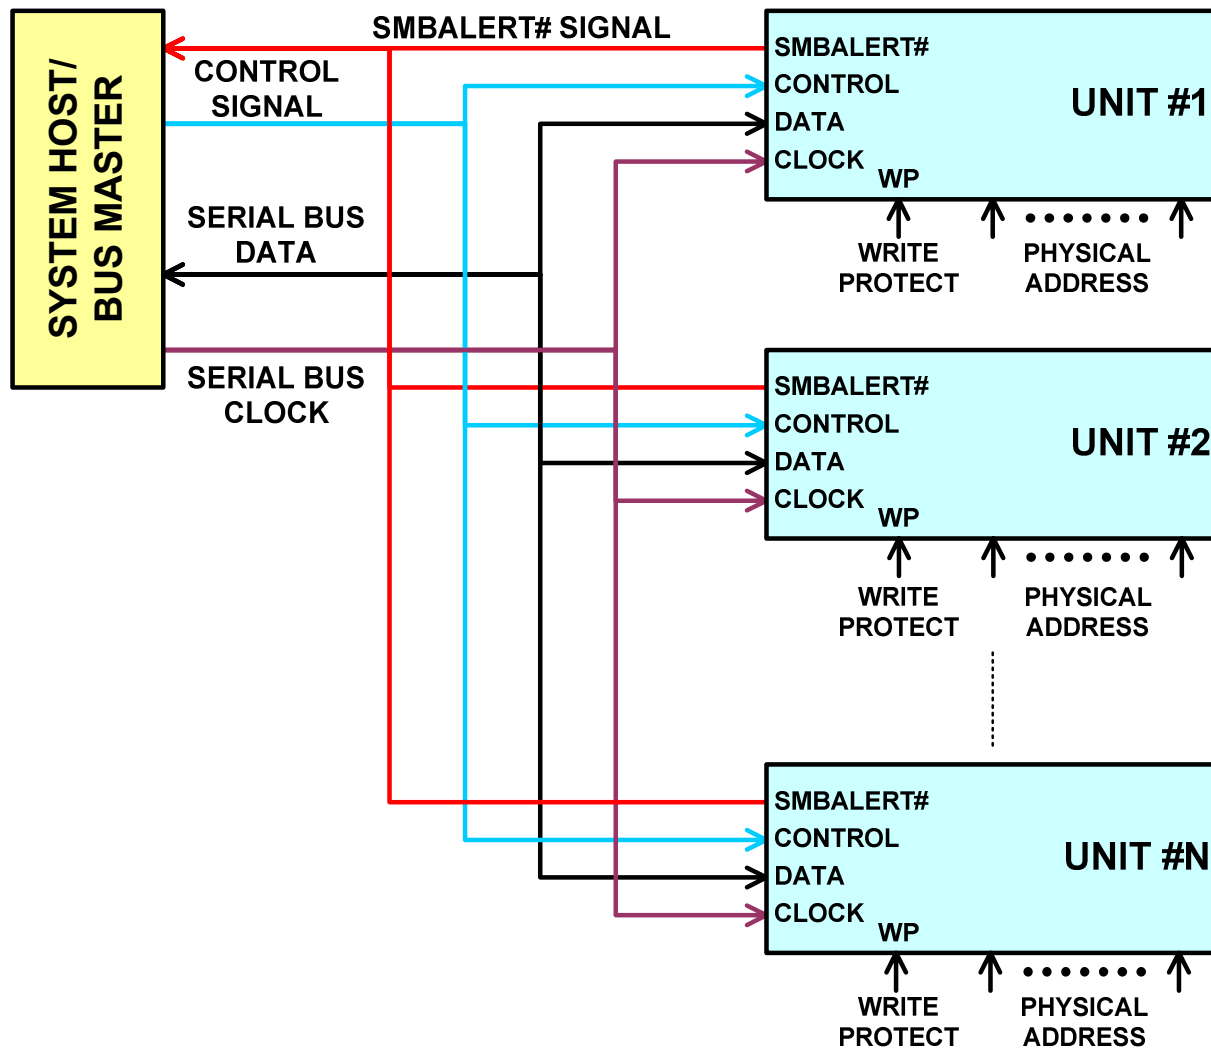 SYSTEM HOST/
BUS MASTER
SMBALERT# SIGNAL
CONTROL
SIGNAL
SERIAL BUS
DATA
SERIAL BUS
CLOCK
SMBALERT#
CONTROL
DATA
CLOCK
WP
UNIT #1
WRITE
PROTECT
PHYSICAL
ADDRESS
SMBALERT#
CONTROL
DATA
CLOCK
WP
UNIT #2
WRITE
PROTECT
PHYSICAL
ADDRESS
SMBALERT#
CONTROL
DATA
CLOCK
WP
UNIT #N
WRITE
PROTECT
PHYSICAL
ADDRESS